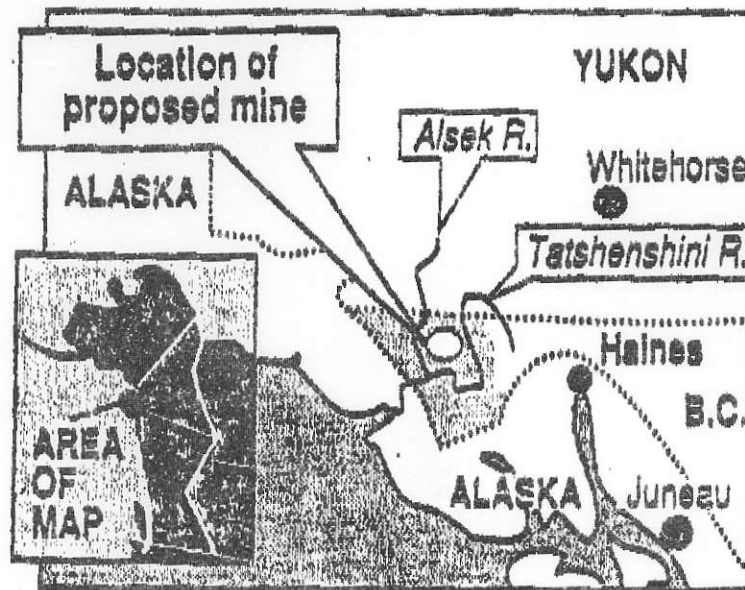 Location of
proposed mine
YUKON
Alsek R.
Whitehorse
ALASKA
Tatshenshini R.
Haines
B.C.
AREA
OF
MAP
ALASKA
Juneau